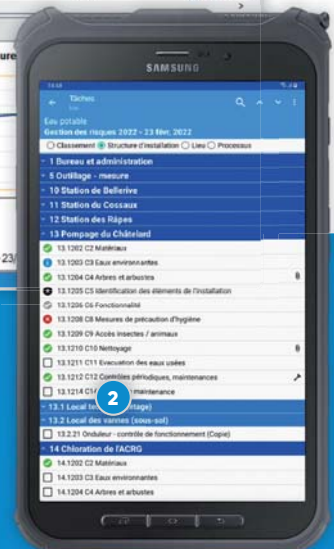 ure
SAMSUNG
Tâches
Eau potable
Gestion des risques 2022 - 23 févr. 2022
Classement Structure d'installation Lieu Processus
1 Bureau et administration
5 Outillage - mesure
10 Station de Bellerive
11 Station du Cossaux
12 Station des Râpes
13 Pompage du Châtelard
13.1202 C2 Matériaux
13.1203 C3 Eaux environnantes
13.1204 C4 Arbres et arbustes
13.1205 C5 Identification des éléments de l'installation
13.1206 C6 Fonctionnalité
13.1208 C8 Mesures de précaution d'hygiène
13.1209 C9 Accès insectes / animaux
13.1210 C10 Nettoyage
13.1211 C11 Evacuation des eaux usées
13.1212 C12 Contrôles périodiques, maintenances
13.1214 maintenance
2
13.1 Local
13.2 Local des vannes (sous-sol)
13.2.21 Onduleur - contrôle de fonctionnement (Copie)
14 Chloration de l'ACRG
14.1202 C2 Matériaux
14.1203 C3 Eaux environnantes
14.1204 C4 Arbres et arbustes